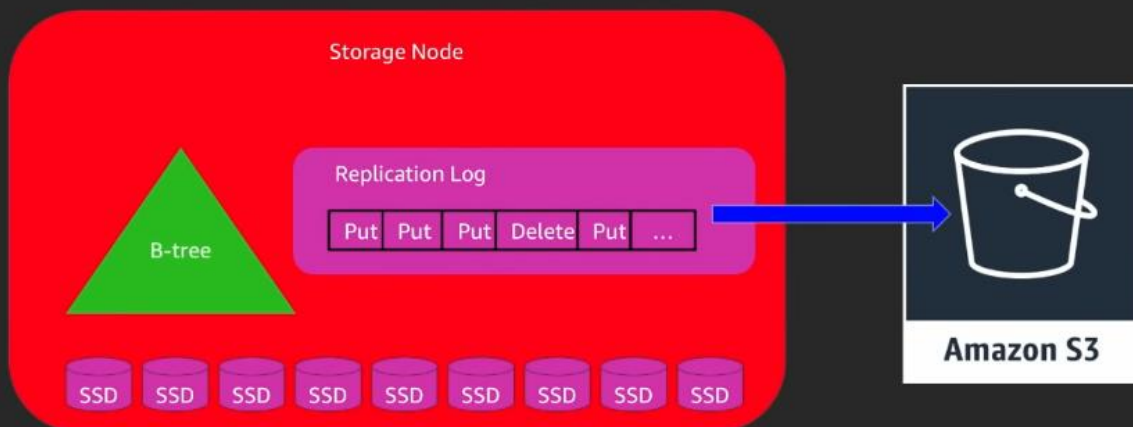 Storage Node
Replication Log
Put Put Put Delete Put ...
B-tree
SSD SSD SSD SSD SSD SSD SSD SSD SSD
Amazon S3